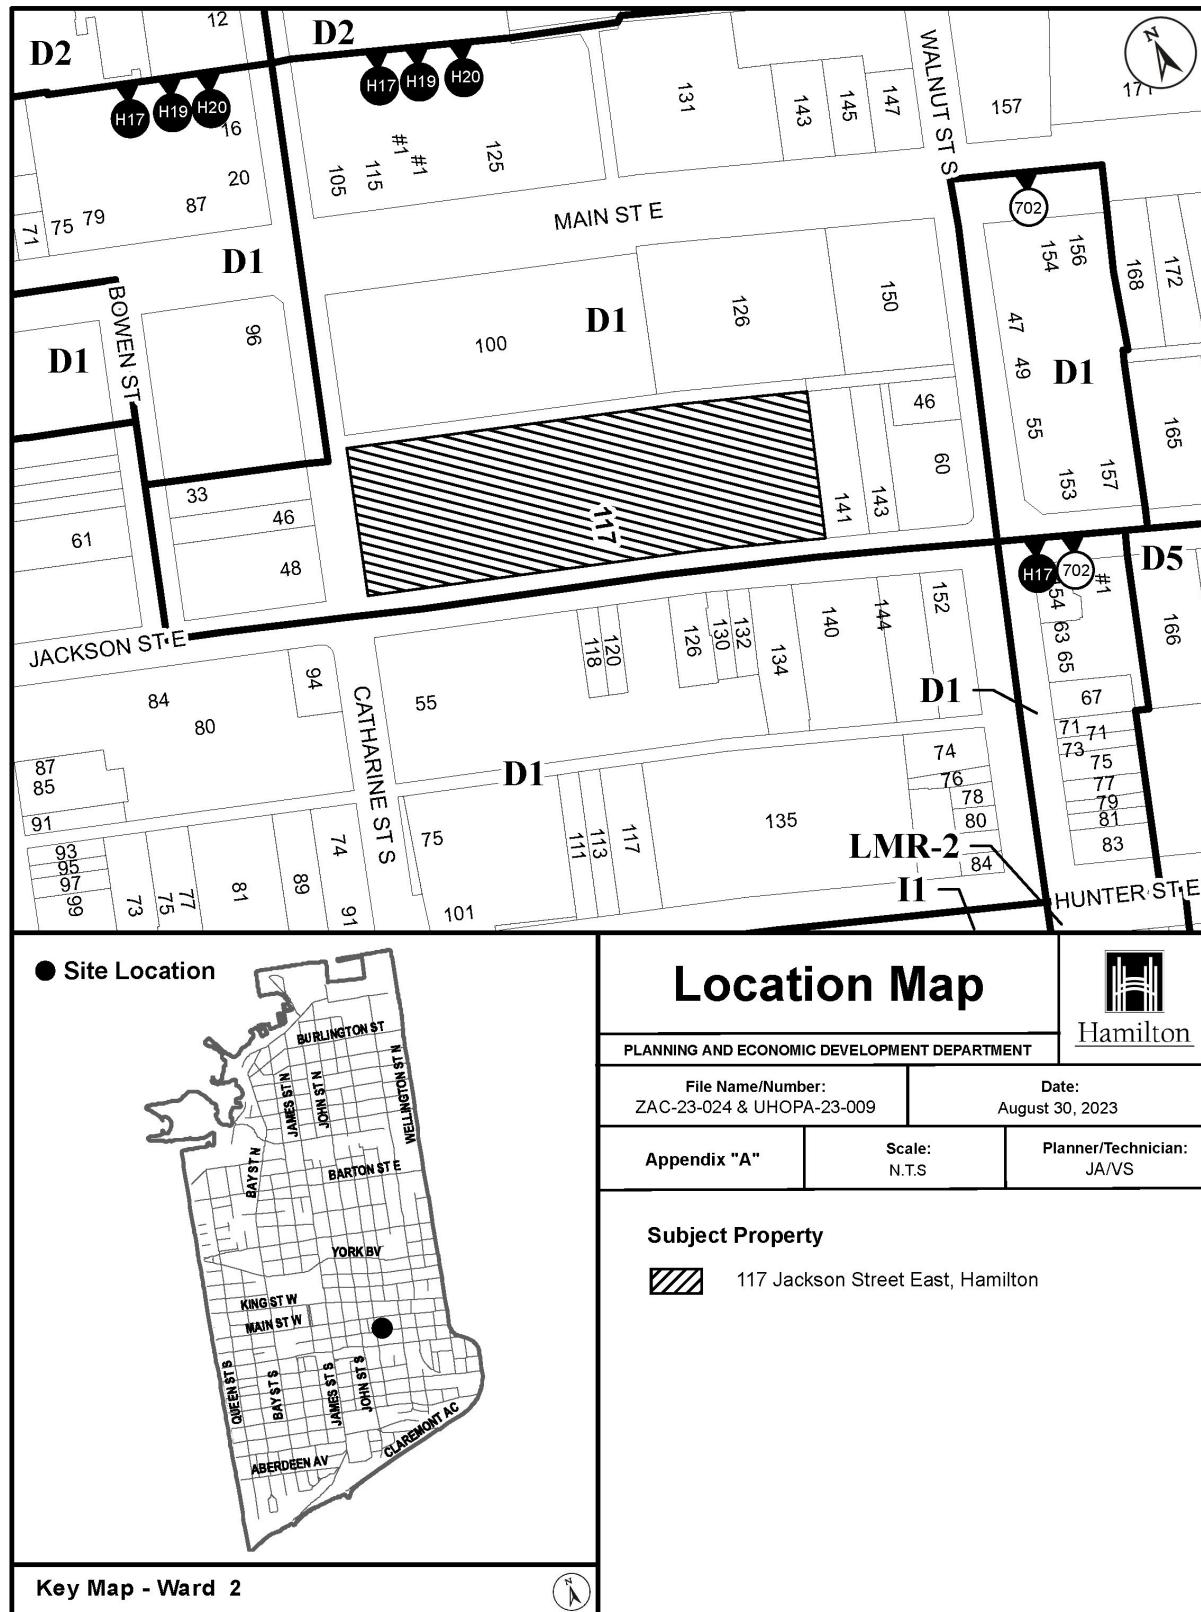 D2
12
D2
H17
H19
H20
H17
H19
H20
131
143
145
147
WALNUT ST S
157
N
16
20
87
79
75
71
105
115
#1
#1
125
MAIN ST E
702
154
156
168
172
D1
BOWEN ST
96
D1
100
D1
126
150
47
49
55
D1
46
60
153
157
165
33
46
48
61
117
141
143
JACKSON ST E
H17
702
#1
D5
54
63
65
166
84
80
94
CATHARINE ST S
55
118
120
126
130
132
134
140
144
152
D1
67
71
71
73
75
77
79
81
83
87
85
91
93
95
97
99
73
75
77
81
89
74
91
D1
75
101
111
113
117
135
74
76
78
80
84
LMR-2
I1
HUNTER ST E
Site Location
BURLINGTON ST
JAMES ST N
JOHN ST N
WELLINGTON ST N
BAY ST N
BARTON ST E
YORK BV
KING ST W
MAIN ST W
QUEEN ST S
BAY ST S
JAMES ST S
JOHN ST S
CLAREMONT AC
ABERDEEN AV
Key Map - Ward 2
N
Location Map
Hamilton
PLANNING AND ECONOMIC DEVELOPMENT DEPARTMENT
File Name/Number:
ZAC-23-024 & UHOPA-23-009
Date:
August 30, 2023
Appendix "A"
Scale:
N.T.S
Planner/Technician:
JA/VS
Subject Property
117 Jackson Street East, Hamilton